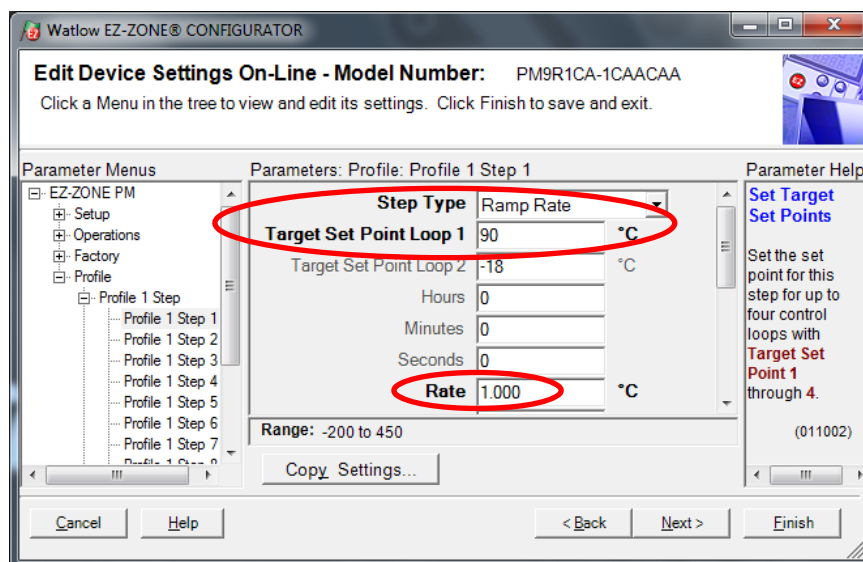 Watlow EZ-ZONE® CONFIGURATOR
Edit Device Settings On-Line - Model Number: PM9R1CA-1CAACAA
Click a Menu in the tree to view and edit its settings. Click Finish to save and exit.
Parameter Menus
EZ-ZONE PM
Setup
Operations
Factory
Profile
Profile 1 Step
Profile 1 Step 1
Profile 1 Step 2
Profile 1 Step 3
Profile 1 Step 4
Profile 1 Step 5
Profile 1 Step 6
Profile 1 Step 7
Parameters: Profile: Profile 1 Step 1
Step Type Ramp Rate
Target Set Point Loop 1 90 °C
Target Set Point Loop 2 -18 °C
Hours 0
Minutes 0
Seconds 0
Rate 1.000 °C
Range: -200 to 450
Copy Settings...
Parameter Help
Set Target
Set Points
Set the set
point for this
step for up to
four control
loops with
Target Set
Point 1
through 4.
(011002)
Cancel Help < Back Next > Finish